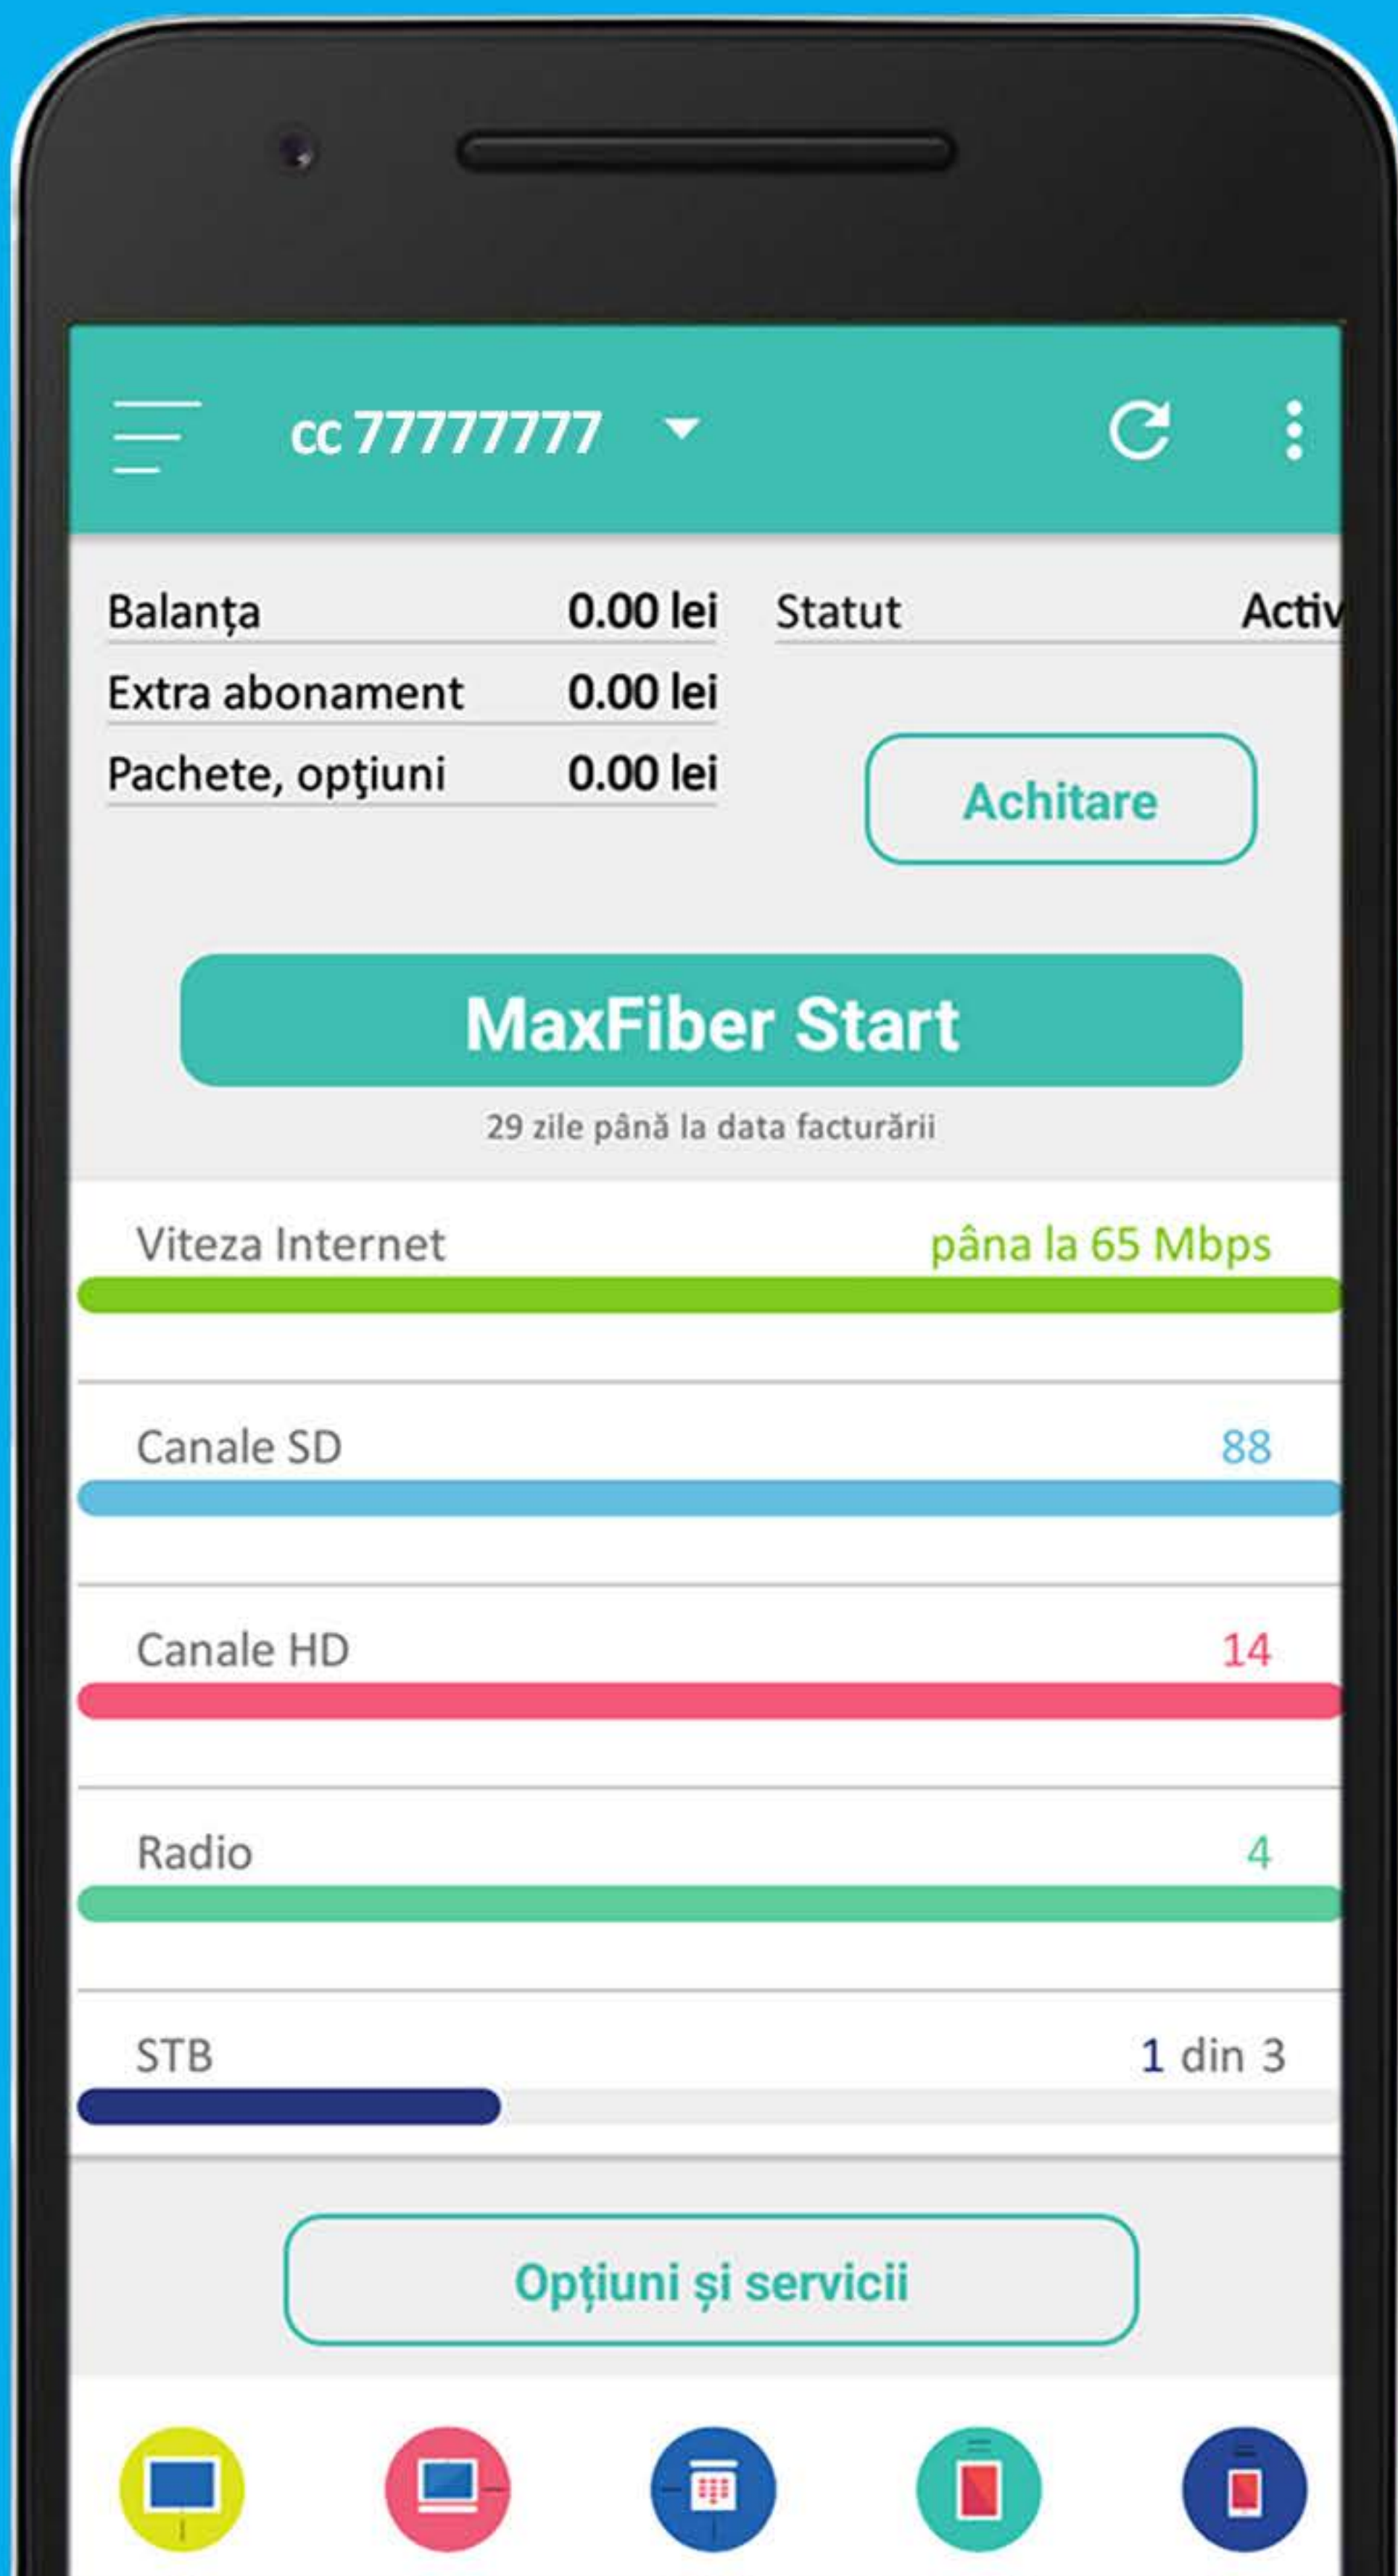 cc 77777777
Balanța 0.00 lei Statut Activ
Extra abonament 0.00 lei
Pachete, opţiuni 0.00 lei
Achitare
MaxFiber Start
29 zile până la data facturării
Viteza Internet pâna la 65 Mbps
Canale SD 88
Canale HD 14
Radio 4
STB 1 din 3
Opțiuni și servicii